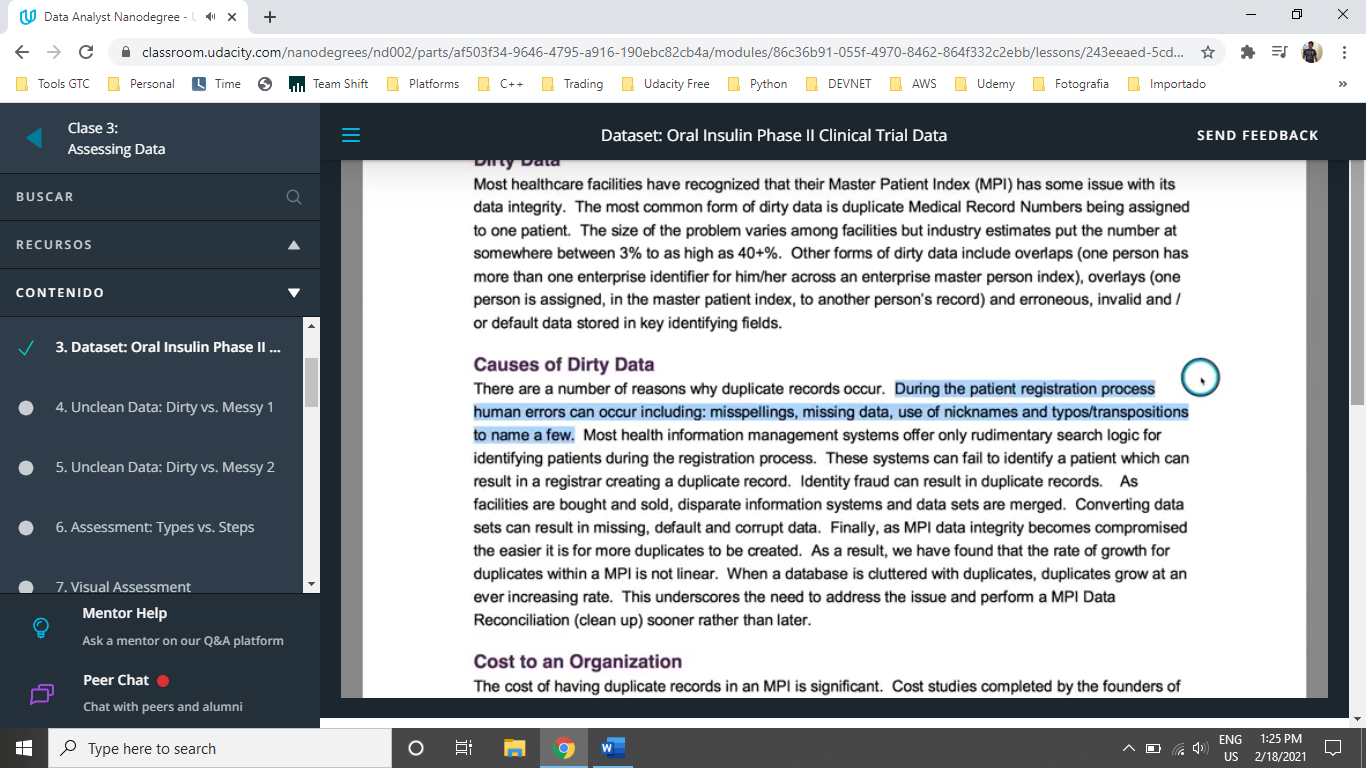 Data Analyst Nanodegree - U
classroom.udacity.com/nanodegrees/nd002/parts/af503f34-9646-4795-a916-190ebc82cb4a/modules/86c36b91-055f-4970-8462-864f332c2ebb/lessons/243eeaed-5cd...
Tools GTC Personal Time Team Shift Platforms C++ Trading Udacity Free Python DEVNET AWS Udemy Fotografia Importado »
Clase 3:
Assessing Data
BUSCAR
RECURSOS
CONTENIDO
3. Dataset: Oral Insulin Phase II ...
4. Unclean Data: Dirty vs. Messy 1
5. Unclean Data: Dirty vs. Messy 2
6. Assessment: Types vs. Steps
7. Visual Assessment
Mentor Help
Ask a mentor on our Q&A platform
Peer Chat
Chat with peers and alumni
Dataset: Oral Insulin Phase II Clinical Trial Data
SEND FEEDBACK
Dirty Data
Most healthcare facilities have recognized that their Master Patient Index (MPI) has some issue with its
data integrity. The most common form of dirty data is duplicate Medical Record Numbers being assigned
to one patient. The size of the problem varies among facilities but industry estimates put the number at
somewhere between 3% to as high as 40+%. Other forms of dirty data include overlaps (one person has
more than one enterprise identifier for him/her across an enterprise master person index), overlays (one
person is assigned, in the master patient index, to another person's record) and erroneous, invalid and /
or default data stored in key identifying fields.
Causes of Dirty Data
There are a number of reasons why duplicate records occur. During the patient registration process
human errors can occur including: misspellings, missing data, use of nicknames and typos/transpositions
to name a few. Most health information management systems offer only rudimentary search logic for
identifying patients during the registration process. These systems can fail to identify a patient which can
result in a registrar creating a duplicate record. Identity fraud can result in duplicate records. As
facilities are bought and sold, disparate information systems and data sets are merged. Converting data
sets can result in missing, default and corrupt data. Finally, as MPI data integrity becomes compromised
the easier it is for more duplicates to be created. As a result, we have found that the rate of growth for
duplicates within a MPI is not linear. When a database is cluttered with duplicates, duplicates grow at an
ever increasing rate. This underscores the need to address the issue and perform a MPI Data
Reconciliation (clean up) sooner rather than later.
Cost to an Organization
The cost of having duplicate records in an MPI is significant. Cost studies completed by the founders of
Type here to search
ENG
US
1:25 PM
2/18/2021